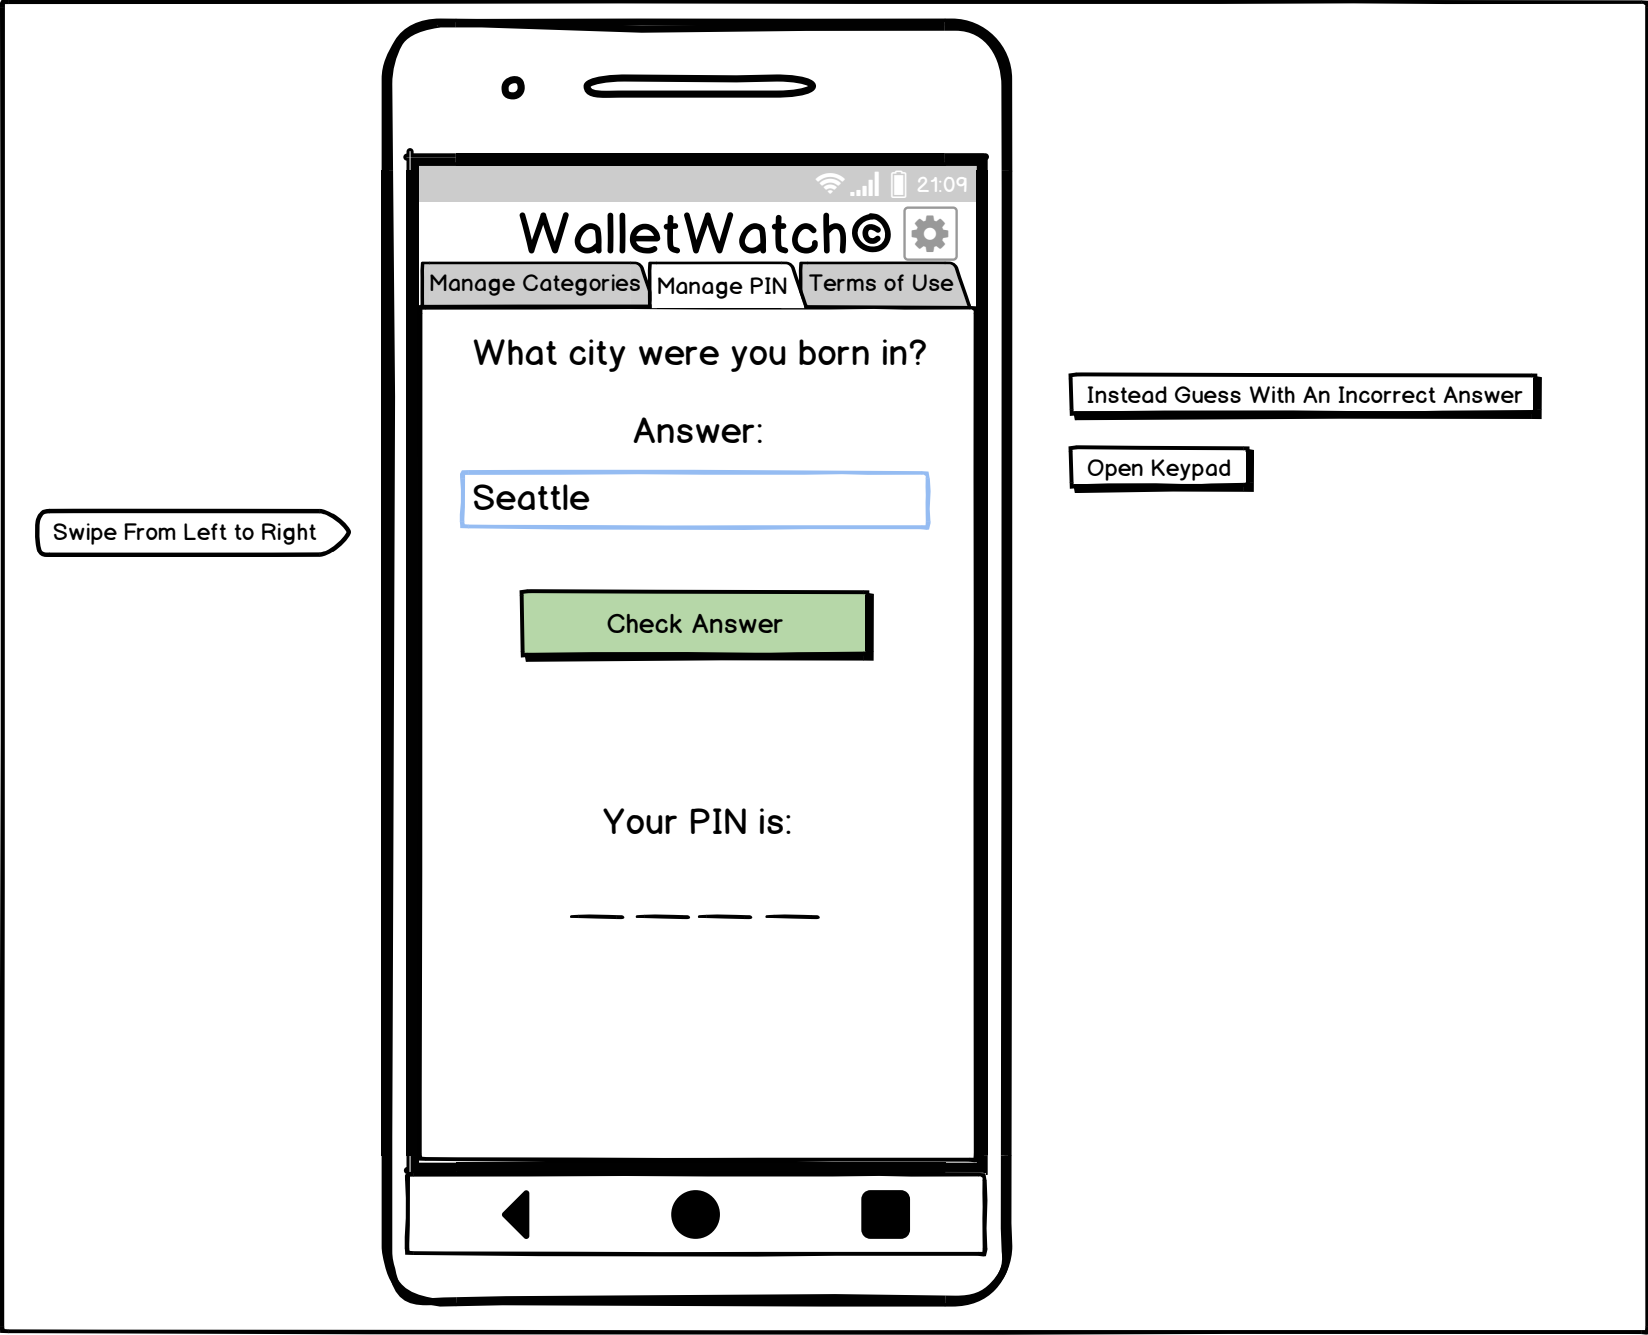 21:09
WalletWatch©
Manage Categories
Manage PIN
Terms of Use
What city were you born in?
Answer:
Seattle
Check Answer
Your PIN is:
Swipe From Left to Right
Instead Guess With An Incorrect Answer
Open Keypad